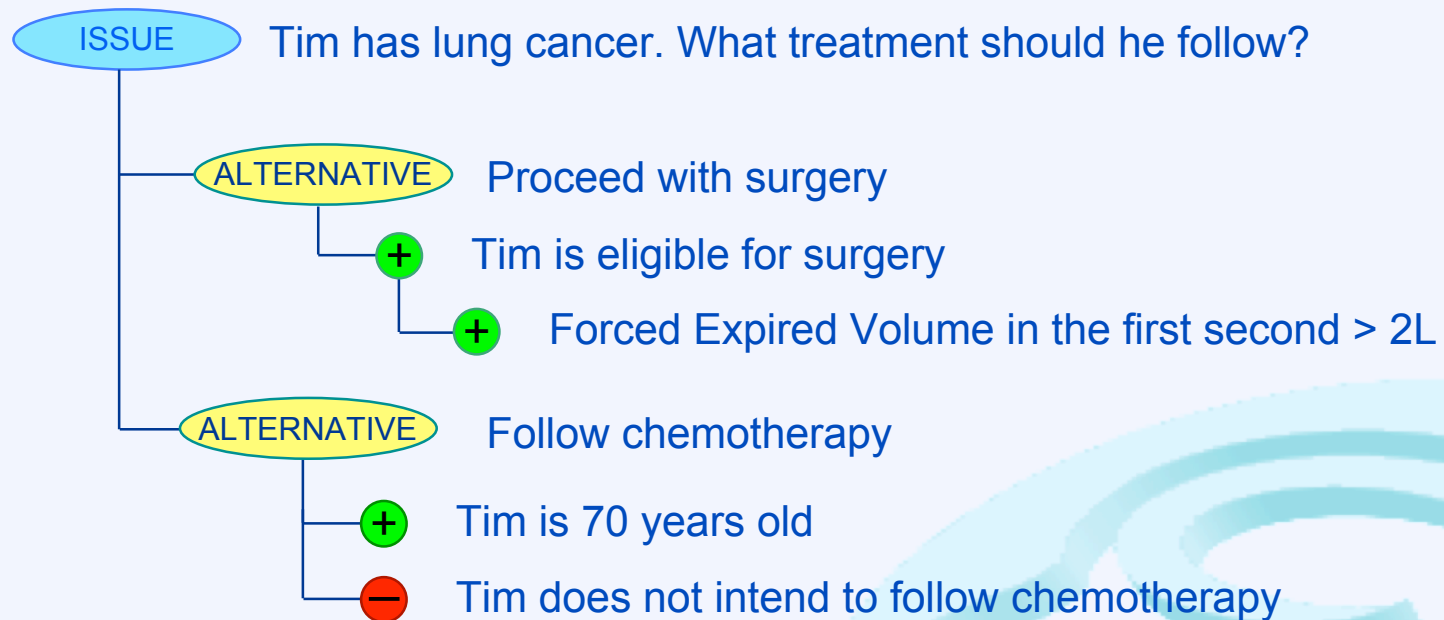 ISSUE Tim has lung cancer. What treatment should he follow?
ALTERNATIVE Proceed with surgery
+ Tim is eligible for surgery
+ Forced Expired Volume in the first second > 2L
ALTERNATIVE Follow chemotherapy
+ Tim is 70 years old
− Tim does not intend to follow chemotherapy